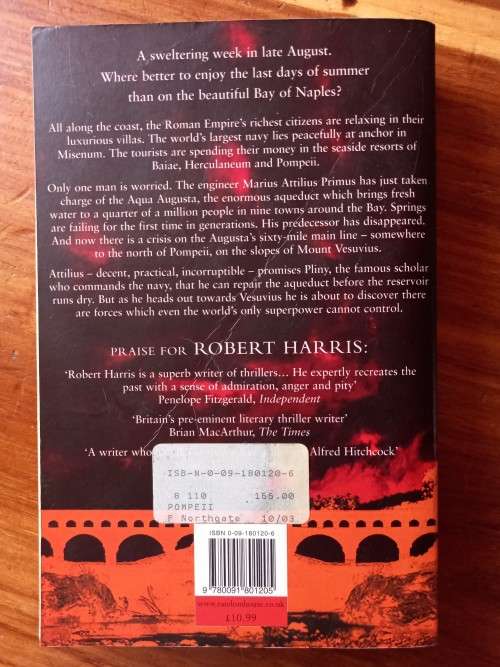 A sweltering week in late August.
Where better to enjoy the last days of summer
than on the beautiful Bay of Naples?
All along the coast, the Roman Empire's richest citizens are relaxing in their
luxurious villas. The world's largest navy lies peacefully at anchor in
Misenum. The tourists are spending their money in the seaside resorts of
Baiae, Herculaneum and Pompeii.
Only one man is worried. The engineer Marius Attilius Primus has just taken
charge of the Aqua Augusta, the enormous aqueduct which brings fresh
water to a quarter of a million people in nine towns around the Bay. Springs
are failing for the first time in generations. His predecessor has disappeared.
And now there is a crisis on the Augusta's sixty-mile main line – somewhere
to the north of Pompeii, on the slopes of Mount Vesuvius.
Attilius – decent, practical, incorruptible – promises Pliny, the famous scholar
who commands the navy, that he can repair the aqueduct before the reservoir
runs dry. But as he heads out towards Vesuvius he is about to discover there
are forces which even the world's only superpower cannot control.
PRAISE FOR ROBERT HARRIS:
'Robert Harris is a superb writer of thrillers... He expertly recreates the
past with a sense of admiration, anger and pity'
Penelope Fitzgerald, Independent
'Britain's pre-eminent literary thriller writer'
Brian MacArthur, The Times
'A writer who Alfred Hitchcock'
ISBN-N-0-09-180120-6
8 110 .166.00
POMPEII
F Northgate 10/03
ISBN 0-09-180120-6
9 780091 801205
www.randomhouse.co.uk
£10.99